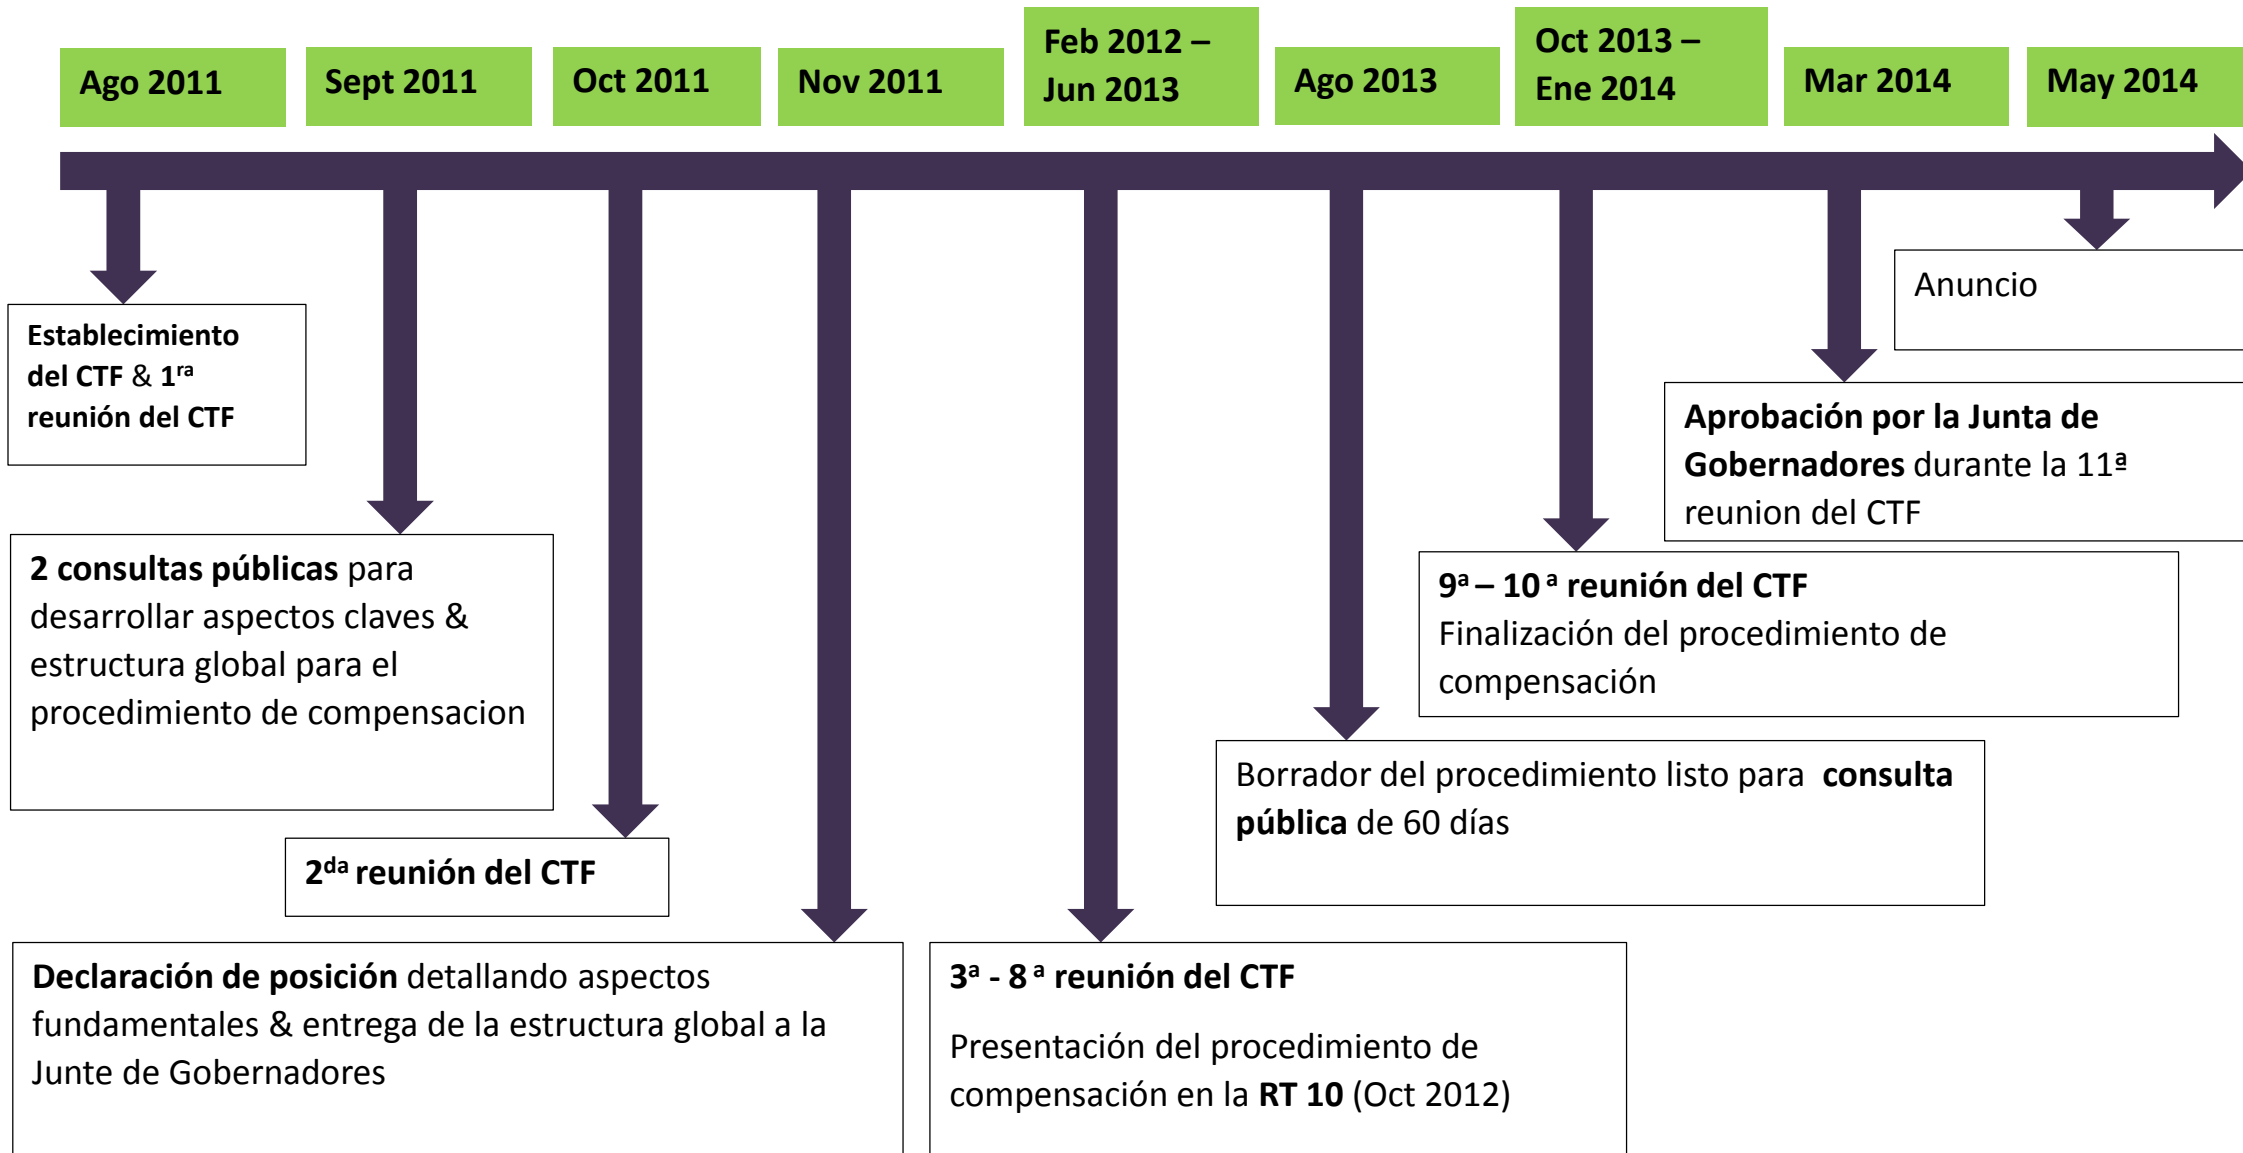 Ago 2011
Sept 2011
Oct 2011
Nov 2011
Feb 2012 –
Jun 2013
Ago 2013
Oct 2013 –
Ene 2014
Mar 2014
May 2014
Establecimiento
del CTF & 1ra
reunión del CTF
2 consultas públicas para
desarrollar aspectos claves &
estructura global para el
procedimiento de compensacion
2da reunión del CTF
Declaración de posición detallando aspectos
fundamentales & entrega de la estructura global a la
Junte de Gobernadores
3ª - 8 ª reunión del CTF
Presentación del procedimiento de
compensación en la RT 10 (Oct 2012)
Borrador del procedimiento listo para consulta
pública de 60 días
9ª – 10 ª reunión del CTF
Finalización del procedimiento de
compensación
Aprobación por la Junta de
Gobernadores durante la 11ª
reunion del CTF
Anuncio